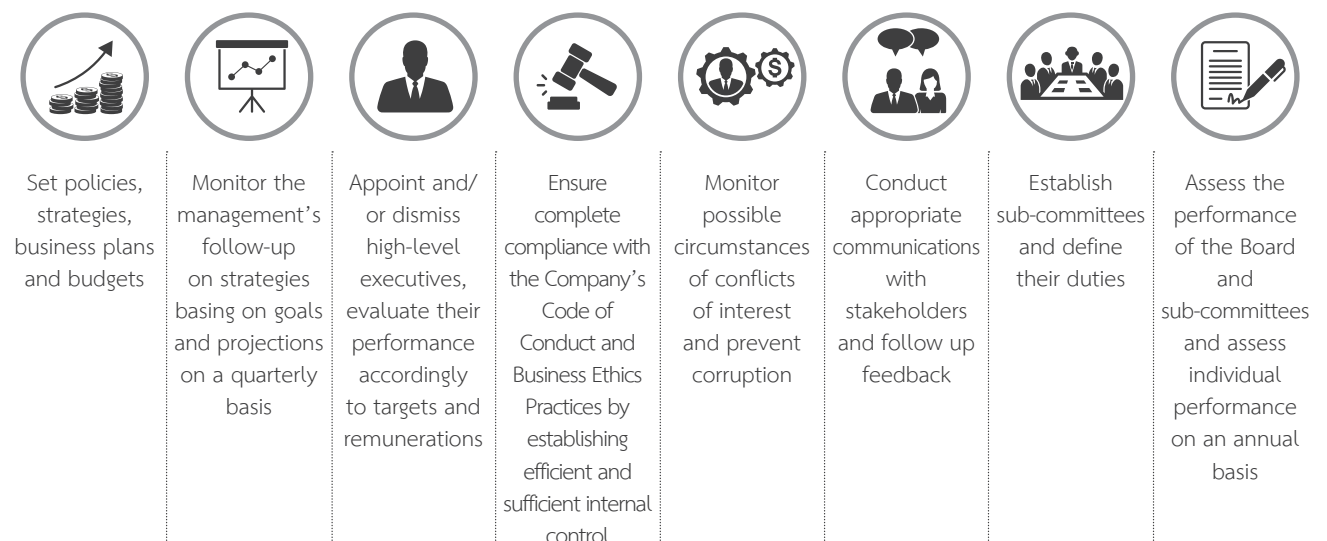 Set policies,
strategies,
business plans
and budgets
Monitor the
management’s
follow-up
on strategies
basing on goals
and projections
on a quarterly
basis
Appoint and/
or dismiss
high-level
executives,
evaluate their
performance
accordingly
to targets and
remunerations
Ensure
complete
compliance with
the Company’s
Code of
Conduct and
Business Ethics
Practices by
establishing
efficient and
sufficient internal
control
Monitor
possible
circumstances
of conflicts
of interest
and prevent
corruption
Conduct
appropriate
communications
with
stakeholders
and follow up
feedback
Establish
sub-committees
and define
their duties
Assess the
performance
of the Board
and
sub-committees
and assess
individual
performance
on an annual
basis